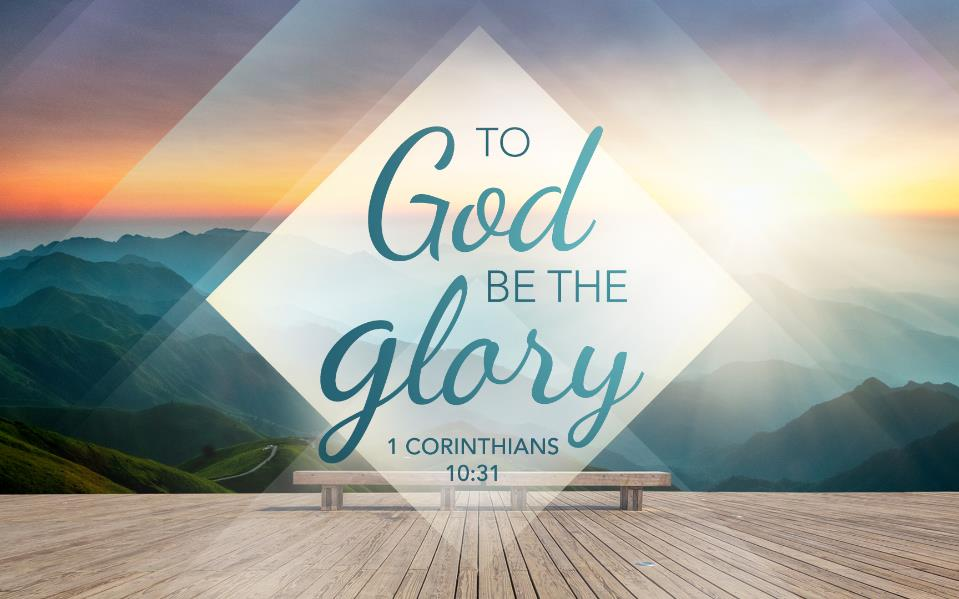 TO
God
BE THE
glory
1 CORINTHIANS
10:31